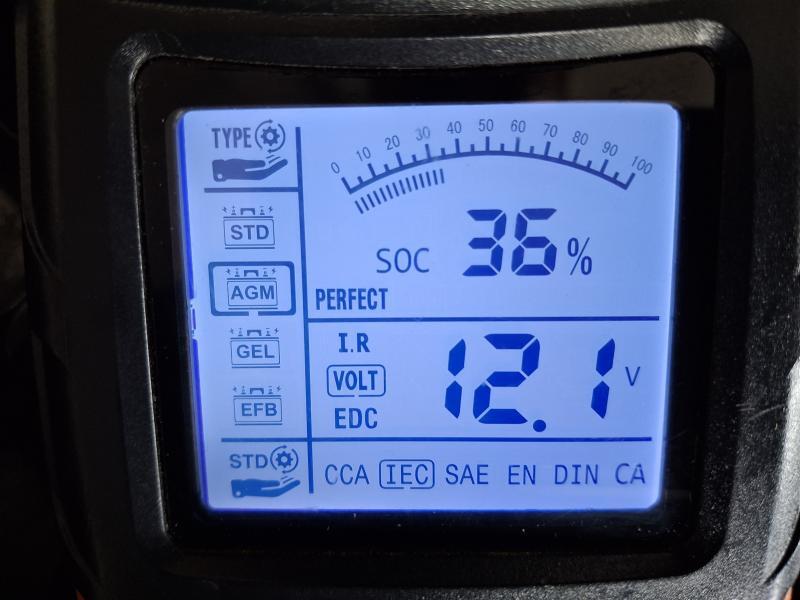 TYPE
0 10 20 30 40 50 60 70 80 90 100
STD
SOC 36%
AGM
PERFECT
I.R
GEL
VOLT 12.1 V
EFB
EDC
STD
CCA IEC SAE EN DIN CA